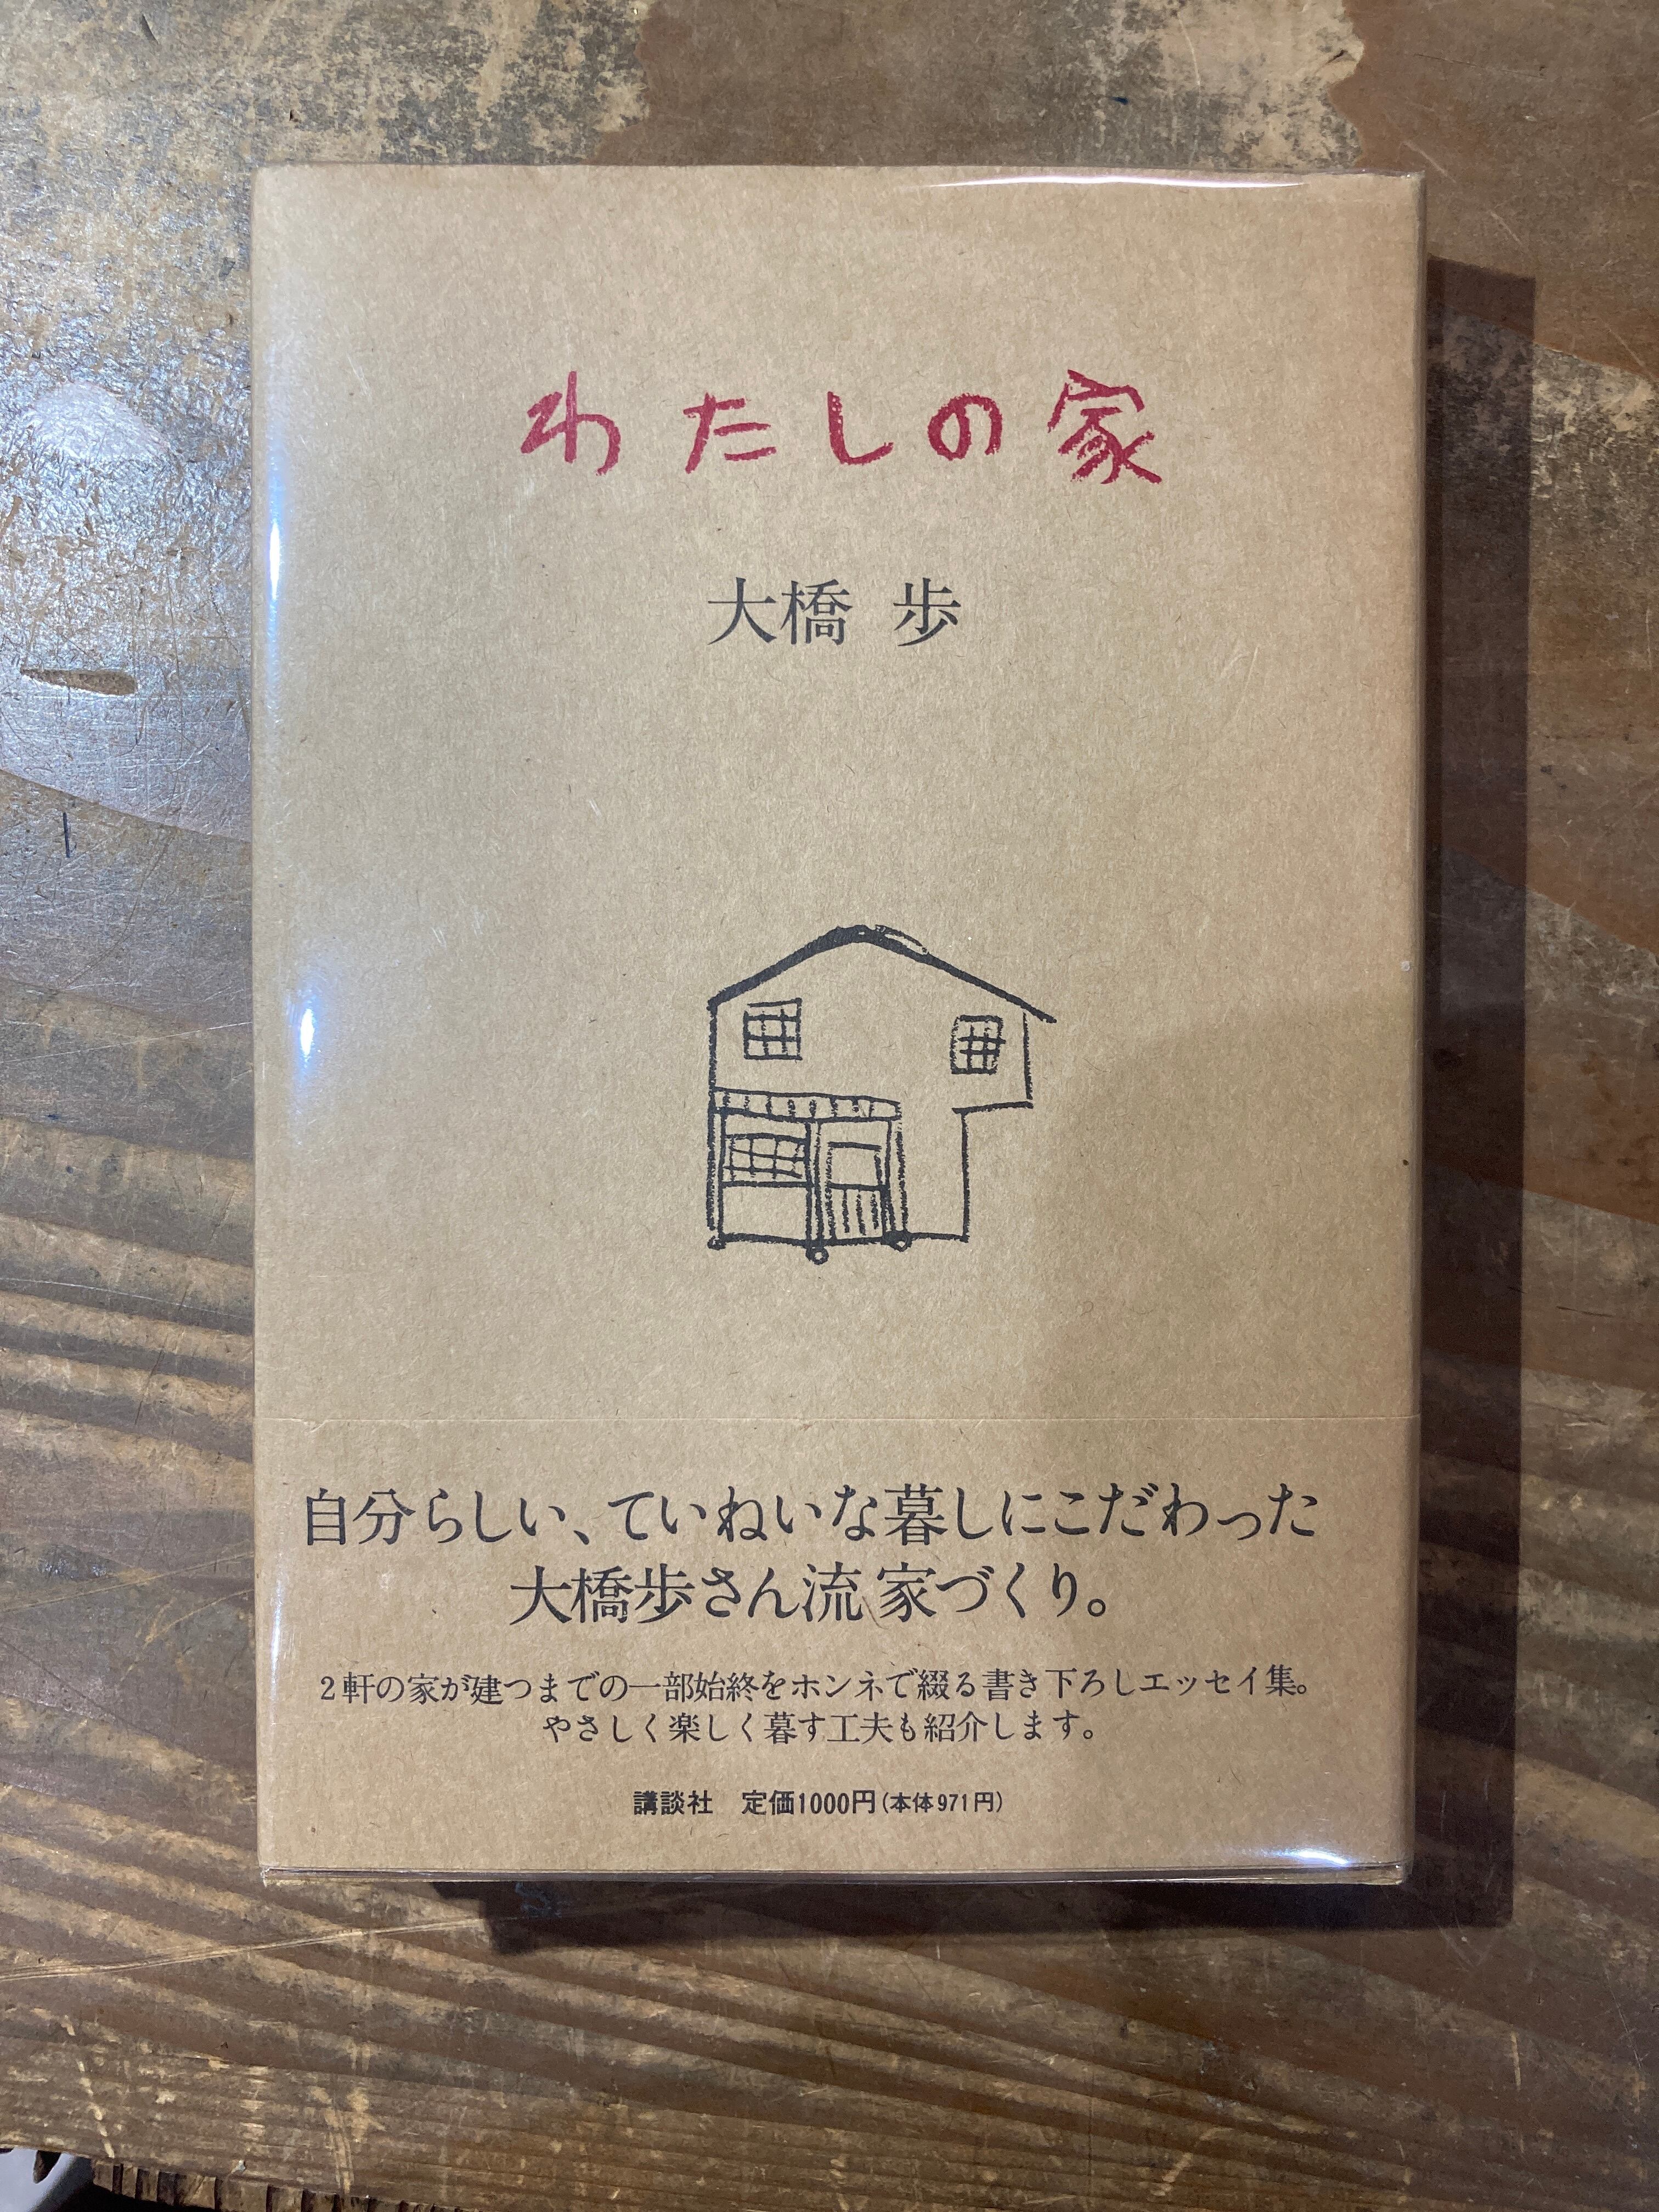 わたしの家
大橋 歩
自分らしい、ていねいな暮しにこだわった
大橋歩さん流家づくり。
2軒の家が建つまでの一部始終をホンネで綴る書き下ろしエッセイ集。
やさしく楽しく暮す工夫も紹介します。
講談社 定価1000円(本体971円)